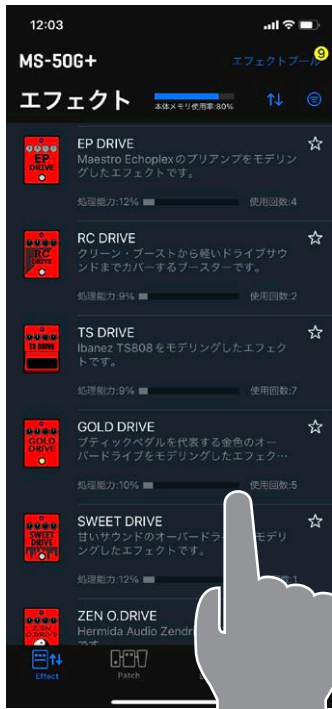 12:03
MS-50G+
エフェクトプール
9
エフェクト
本体メモリ使用率:80%
EP DRIVE
Maestro Echoplexのプリアンプをモデリン
グしたエフェクトです。
処理能力:12%
使用回数:4
EP
DRIVE
RC DRIVE
クリーン・ブーストから軽いドライブサウ
ンドまでカバーするブースターです。
処理能力:9%
使用回数:2
RC
TS DRIVE
Ibanez TS808をモデリングしたエフェク
トです。
処理能力:9%
使用回数:7
TS DRIVE
GOLD DRIVE
ブティックペダルを代表する金色のオー
バードライブをモデリングしたエフェク…
処理能力:10%
使用回数:5
GOLD
DRIVE
SWEET DRIVE
甘いサウンドのオーバードラ
モデリ
ングしたエフェクトです。
処理能力:12%
:1
SWEET
DRIVE
ZEN O.DRIVE
Hermida Audio Zendri
です
ZEN
O.DRIVE
Effect
Patch